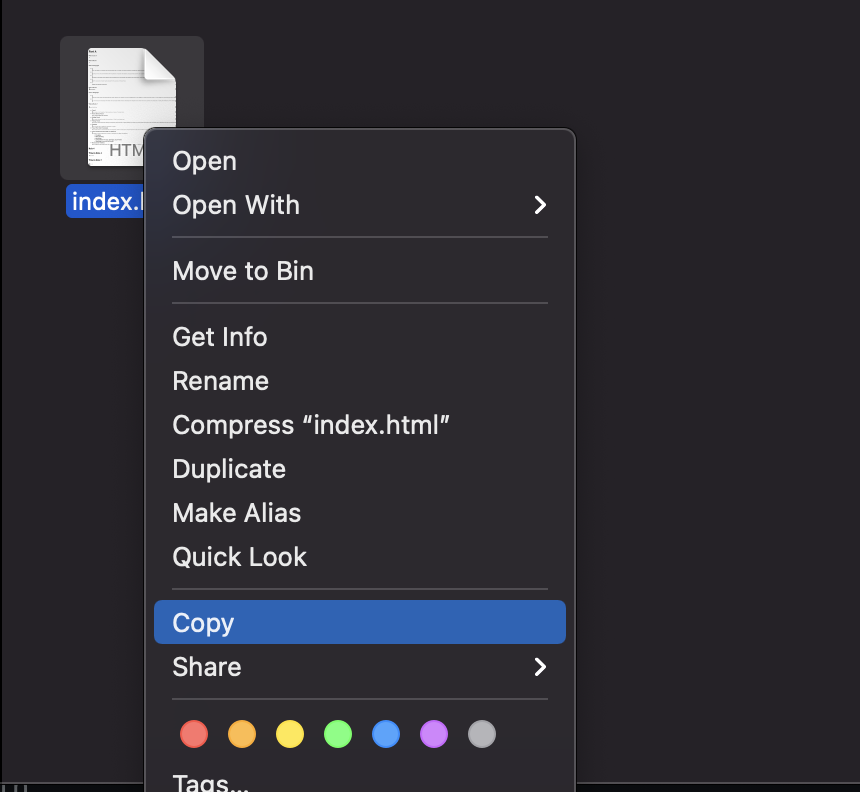 HTM
index.
Open
Open With
Move to Bin
Get Info
Rename
Compress “index.html”
Duplicate
Make Alias
Quick Look
Copy
Share
Tags...